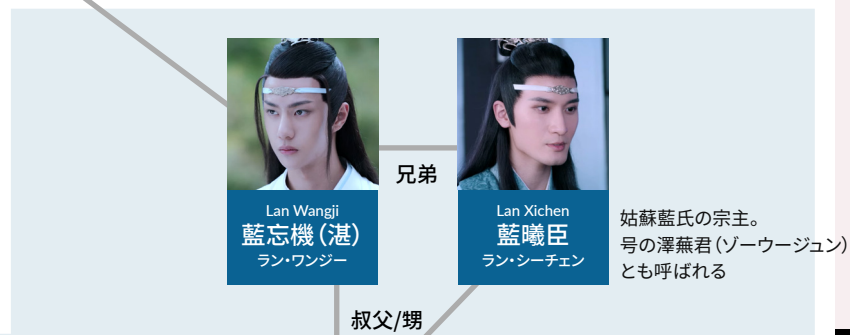 兄弟
Lan Wangji
藍忘機（湛）
ラン・ワンジー
Lan Xichen
藍曦臣
ラン・シーチェン
姑蘇藍氏の宗主。
号の澤蕪君（ゾーウージュン）
とも呼ばれる
叔父/甥